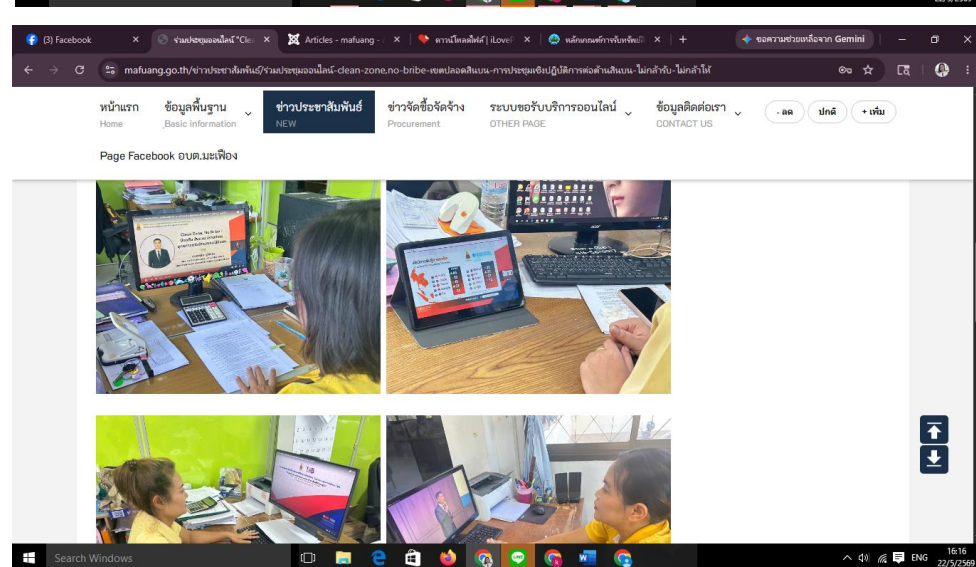 22/5/2569
(3) Facebook
ร่วมประชุมออนไลน์ "Cle
Articles - mafuang -
ดาวน์โหลดไฟล์ | iLoveP
หลักเกณฑ์การรับทรัพย์
ขอความช่วยเหลือจาก Gemini
mafuang.go.th/ข่าวประชาสัมพันธ์/ร่วมประชุมออนไลน์-clean-zone,no-bribe-เขตปลอดสินบน-การประชุมเชิงปฏิบัติการต่อต้านสินบน-ไม่กล้ารับ-ไม่กล้าให้
หน้าแรก ข้อมูลพื้นฐาน ข่าวประชาสัมพันธ์ ข่าวจัดซื้อจัดจ้าง ระบบขอรับบริการออนไลน์ ข้อมูลติดต่อเรา - ลด ปกติ + เพิ่ม
Home ,Basic information NEW Procurement OTHER PAGE CONTACT US
Page Facebook อบต.มะเฟือง
Clean Zone, No Bribe :
acer
Search Windows
ENG
16:16
22/5/2569